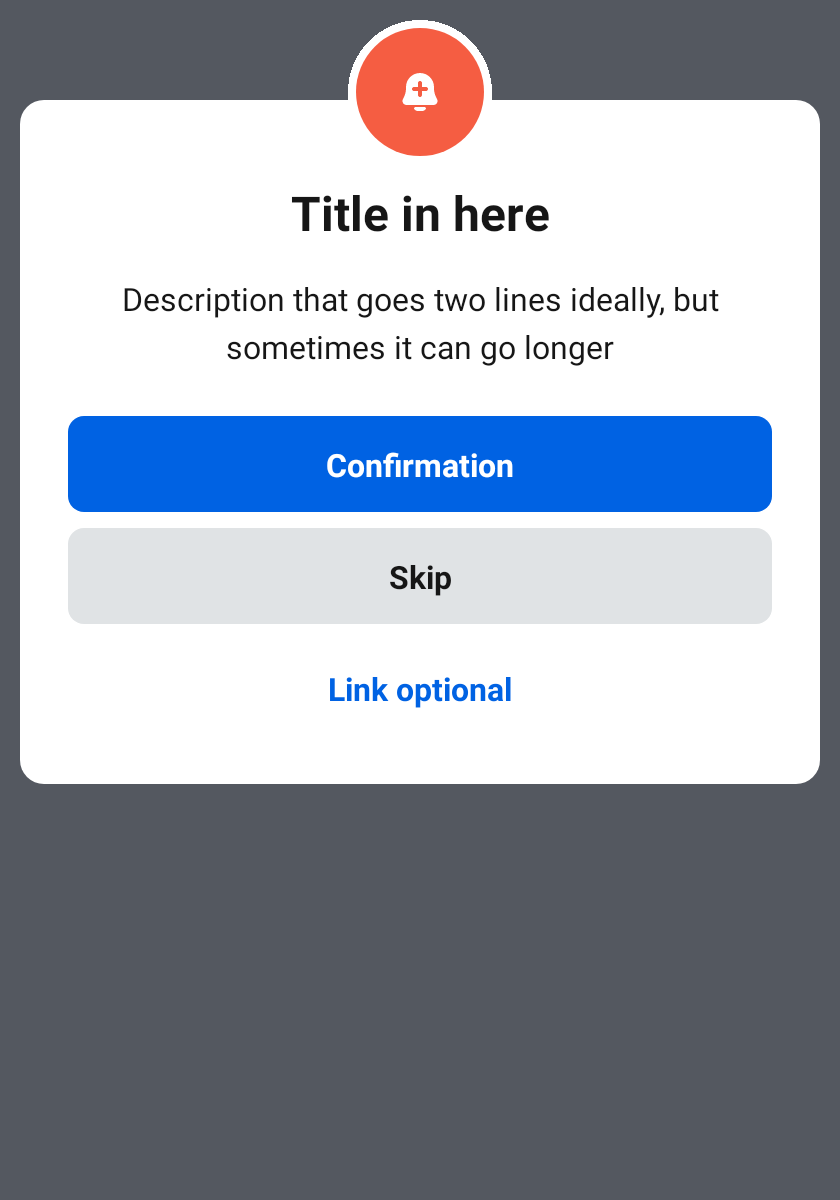 Title in here
Description that goes two lines ideally, but
sometimes it can go longer
Confirmation
Skip
Link optional